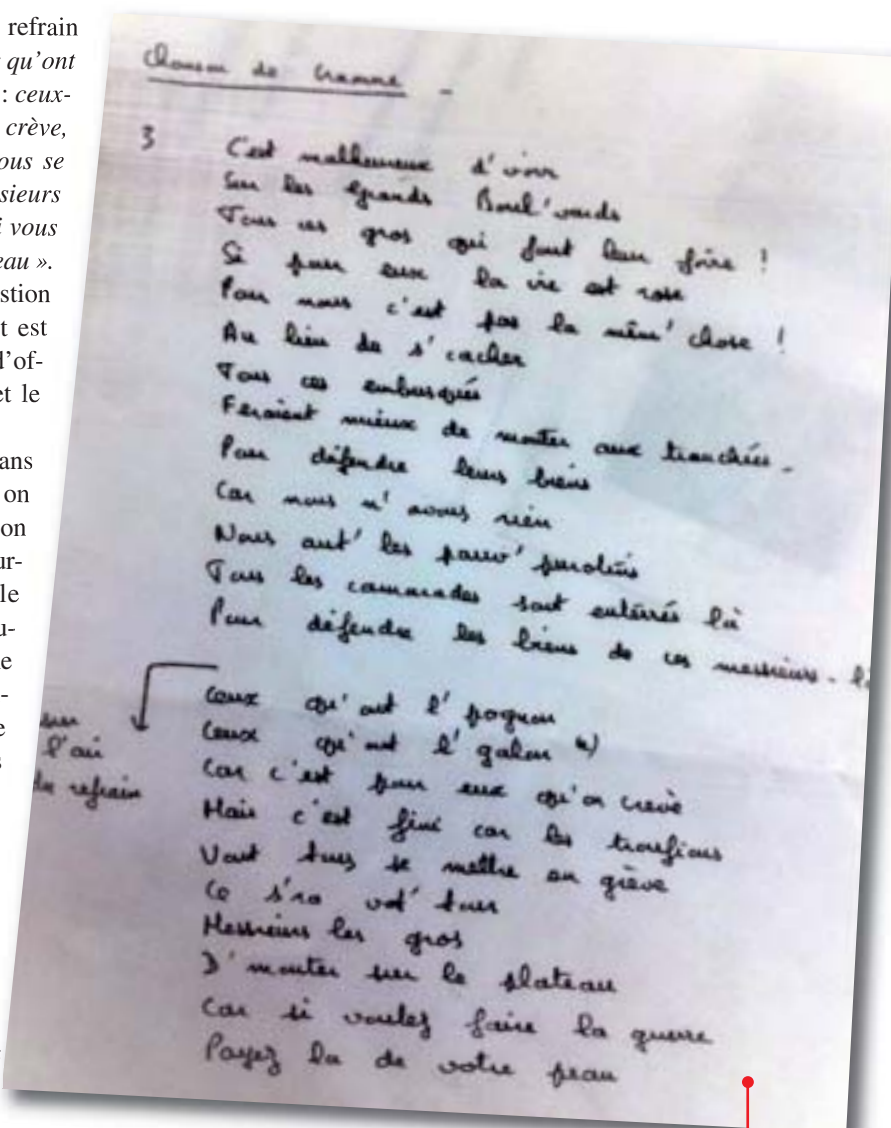 refrain
qu'ont
: ceux-
crève,
ous se
sieurs
i vous
eau ».
stion
t est
d'of-
et le
ans
on
on
ur-
le
u-
e
-
e
s
Chanson de Craonne -
3 C'est malheureux d'voir
Sur les Grands Boul'vards
Tous ces gros qui font leur foire !
Si pour eux la vie est rose
Pour nous c'est pas la mêm' chose !
Au lieu de s'cacher
Tous ces embusqués
Feraient mieux de monter aux tranchées -
Pour défendre leurs biens
Car nous n'avons rien
Nous aut' les pauv' purotins
Tous les camarades sont enterrés là
Pour défendre les biens de ces messieurs-l
sur
l'air
du refrain
Ceux qu'ont l'pognon
Ceux qu'ont l'galon *)
Car c'est pour eux qu'on crève
Mais c'est fini car les troufions
Vont tous se mettre en grève
Ce s'ra vot' tour
Messieurs les gros
D'monter sur le plateau
Car si voulez faire la guerre
Payez la de votre peau